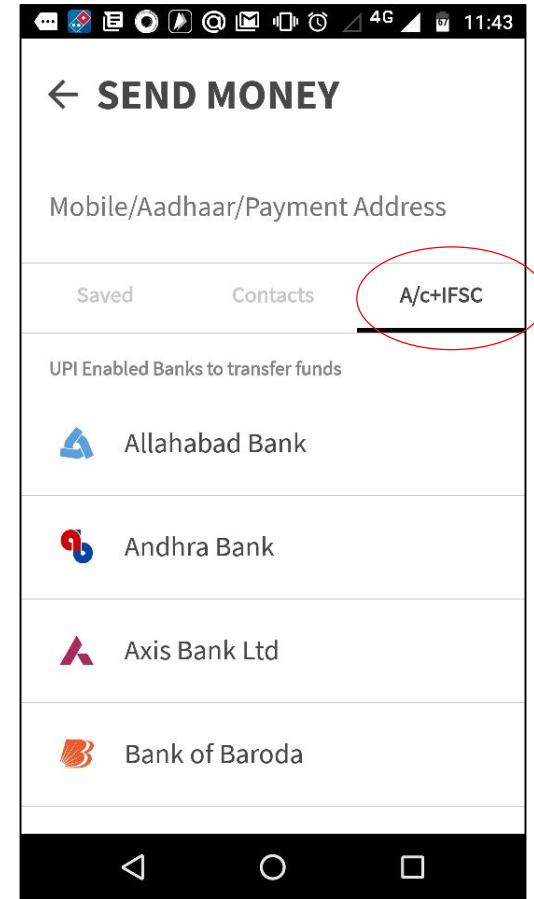 4G 67 11:43
← SEND MONEY
Mobile/Aadhaar/Payment Address
Saved Contacts A/c+IFSC
UPI Enabled Banks to transfer funds
Allahabad Bank
Andhra Bank
Axis Bank Ltd
Bank of Baroda